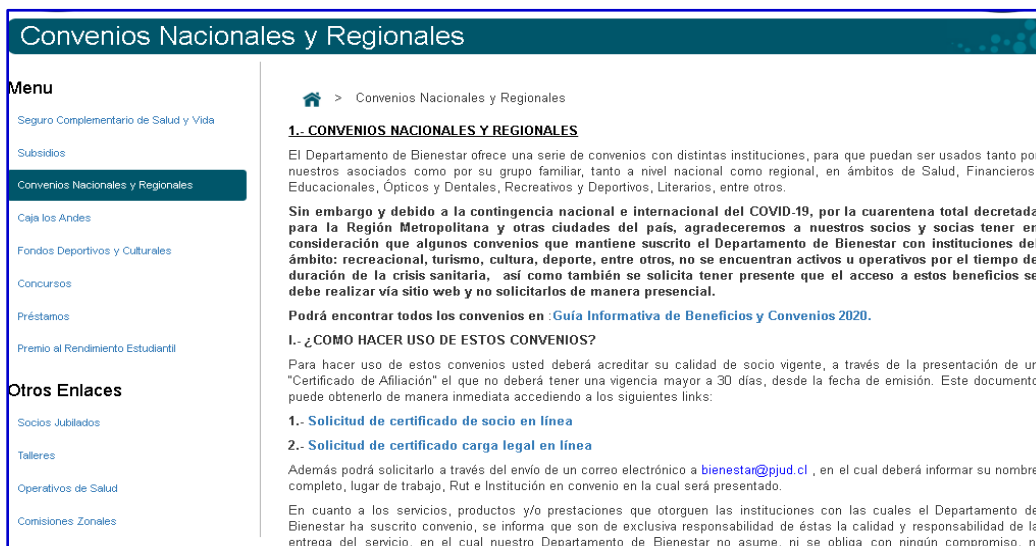 Convenios Nacionales y Regionales
Menu
Seguro Complementario de Salud y Vida
Subsidios
Convenios Nacionales y Regionales
Caja los Andes
Fondos Deportivos y Culturales
Concursos
Préstamos
Premio al Rendimiento Estudiantil
Otros Enlaces
Socios Jubilados
Talleres
Operativos de Salud
Comisiones Zonales
> Convenios Nacionales y Regionales
1.- CONVENIOS NACIONALES Y REGIONALES
El Departamento de Bienestar ofrece una serie de convenios con distintas instituciones, para que puedan ser usados tanto por
nuestros asociados como por su grupo familiar, tanto a nivel nacional como regional, en ámbitos de Salud, Financieros
Educacionales, Ópticos y Dentales, Recreativos y Deportivos, Literarios, entre otros.
Sin embargo y debido a la contingencia nacional e internacional del COVID-19, por la cuarentena total decretada
para la Región Metropolitana y otras ciudades del país, agradeceremos a nuestros socios y socias tener en
consideración que algunos convenios que mantiene suscrito el Departamento de Bienestar con instituciones del
ámbito: recreacional, turismo, cultura, deporte, entre otros, no se encuentran activos u operativos por el tiempo de
duración de la crisis sanitaria, así como también se solicita tener presente que el acceso a estos beneficios se
debe realizar vía sitio web y no solicitarlos de manera presencial.
Podrá encontrar todos los convenios en :Guía Informativa de Beneficios y Convenios 2020.
I.- ¿COMO HACER USO DE ESTOS CONVENIOS?
Para hacer uso de estos convenios usted deberá acreditar su calidad de socio vigente, a través de la presentación de un
"Certificado de Afiliación" el que no deberá tener una vigencia mayor a 30 días, desde la fecha de emisión. Este documento
puede obtenerlo de manera inmediata accediendo a los siguientes links:
1.- Solicitud de certificado de socio en línea
2.- Solicitud de certificado carga legal en línea
Además podrá solicitarlo a través del envío de un correo electrónico a bienestar@pjud.cl , en el cual deberá informar su nombre
completo, lugar de trabajo, Rut e Institución en convenio en la cual será presentado.
En cuanto a los servicios, productos y/o prestaciones que otorguen las instituciones con las cuales el Departamento de
Bienestar ha suscrito convenio, se informa que son de exclusiva responsabilidad de éstas la calidad y responsabilidad de la
entrega del servicio, en el cual nuestro Departamento de Bienestar no asume, ni se obliga con ningún compromiso,